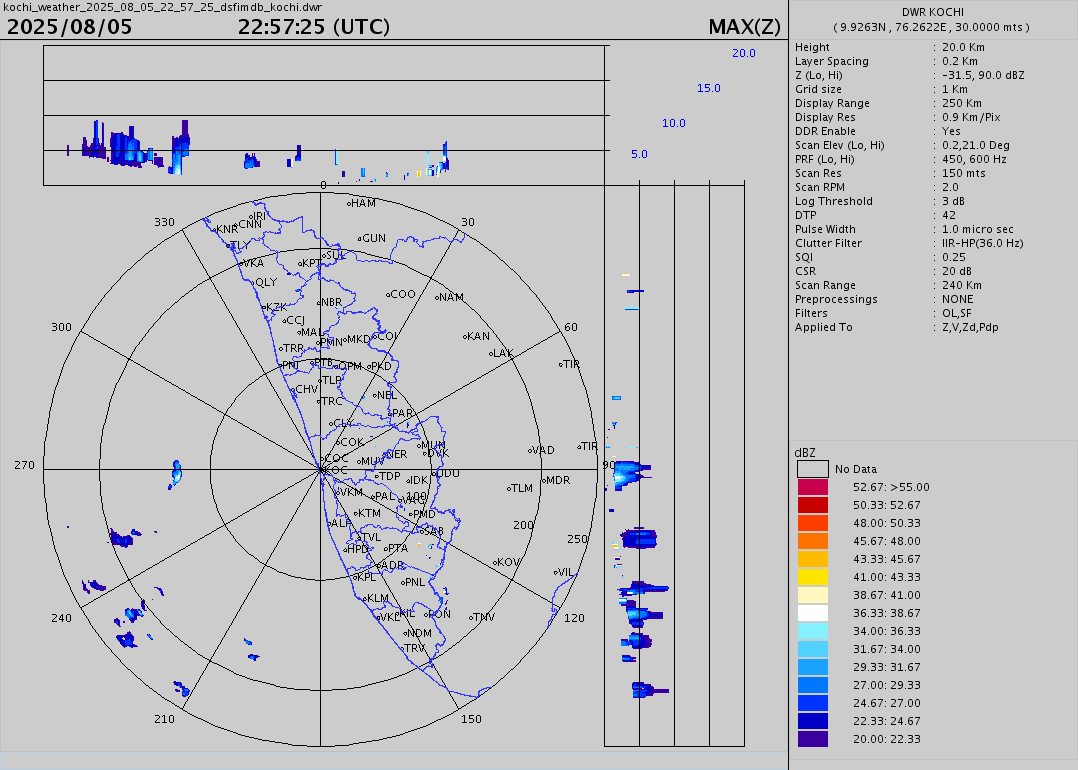 kochi_weather_2025_08_05_22_57_25_dsfimdb_kochi.dwr
2025/08/05 22:57:25 (UTC) MAX(Z)
20.0
15.0
10.0
5.0
DWR KOCHI
( 9.9263N , 76.2622E , 30.0000 mts )
Height : 20.0 Km
Layer Spacing : 0.2 Km
Z (Lo, Hi) : -31.5, 90.0 dBZ
Grid size : 1 Km
Display Range : 250 Km
Display Res : 0.9 Km/Pix
DDR Enable : Yes
Scan Elev (Lo, Hi) : 0.2,21.0 Deg
PRF (Lo, Hi) : 450, 600 Hz
Scan Res : 150 mts
Scan RPM : 2.0
Log Threshold : 3 dB
DTP : 42
Pulse Width : 1.0 micro sec
Clutter Filter : IIR-HP(36.0 Hz)
SQI : 0.25
CSR : 20 dB
Scan Range : 240 Km
Preprocessings : NONE
Filters : OL,SF
Applied To : Z,V,Zd,Pdp
0
HAM
IRI
330 30
CNN
KNR
GUN
TLY
SUL
VKA KPT
QLY
COO NAM
NBR
KZK
CCJ
300 60
MAL KAN
PMN MKD COI
TRR LAK
PNI PTB OPM PKD TIR
TLP
CHV NEL
TRC
PAR
CLY
COK MUN TIR
VAD
NER DVK
COC MUV
270 KOC 90
TDP IDK UDU MDR
TLM
VKM PAL VAG 100
KTM PMD
ALP 200
SAB
TVL 250
HPD PTA
ADR KOV
VIL
KPL PNL
KLM
240 VKL KIL PON TNV 120
NDM
TRV
210 150
dBZ
No Data
52.67: >55.00
50.33: 52.67
48.00: 50.33
45.67: 48.00
43.33: 45.67
41.00: 43.33
38.67: 41.00
36.33: 38.67
34.00: 36.33
31.67: 34.00
29.33: 31.67
27.00: 29.33
24.67: 27.00
22.33: 24.67
20.00: 22.33